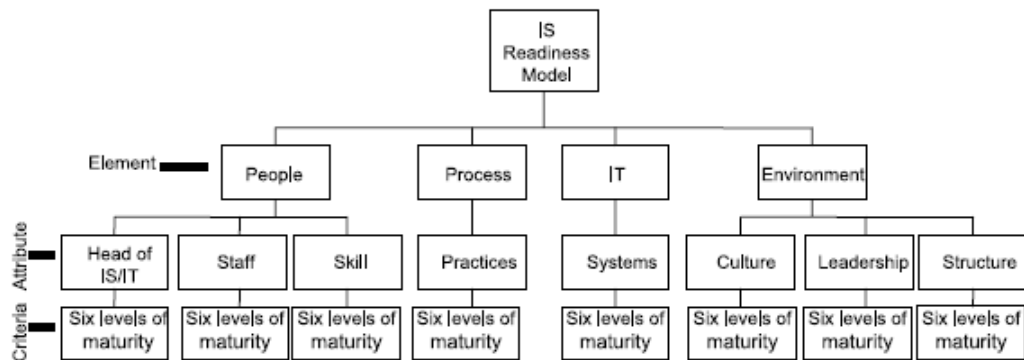 IS
Readiness
Model
Element
People
Process
IT
Environment
Attribute
Head of
IS/IT
Staff
Skill
Practices
Systems
Culture
Leadership
Structure
Criteria
Six levels of
maturity
Six levels of
maturity
Six levels of
maturity
Six levels of
maturity
Six levels of
maturity
Six levels of
maturity
Six levels of
maturity
Six levels of
maturity